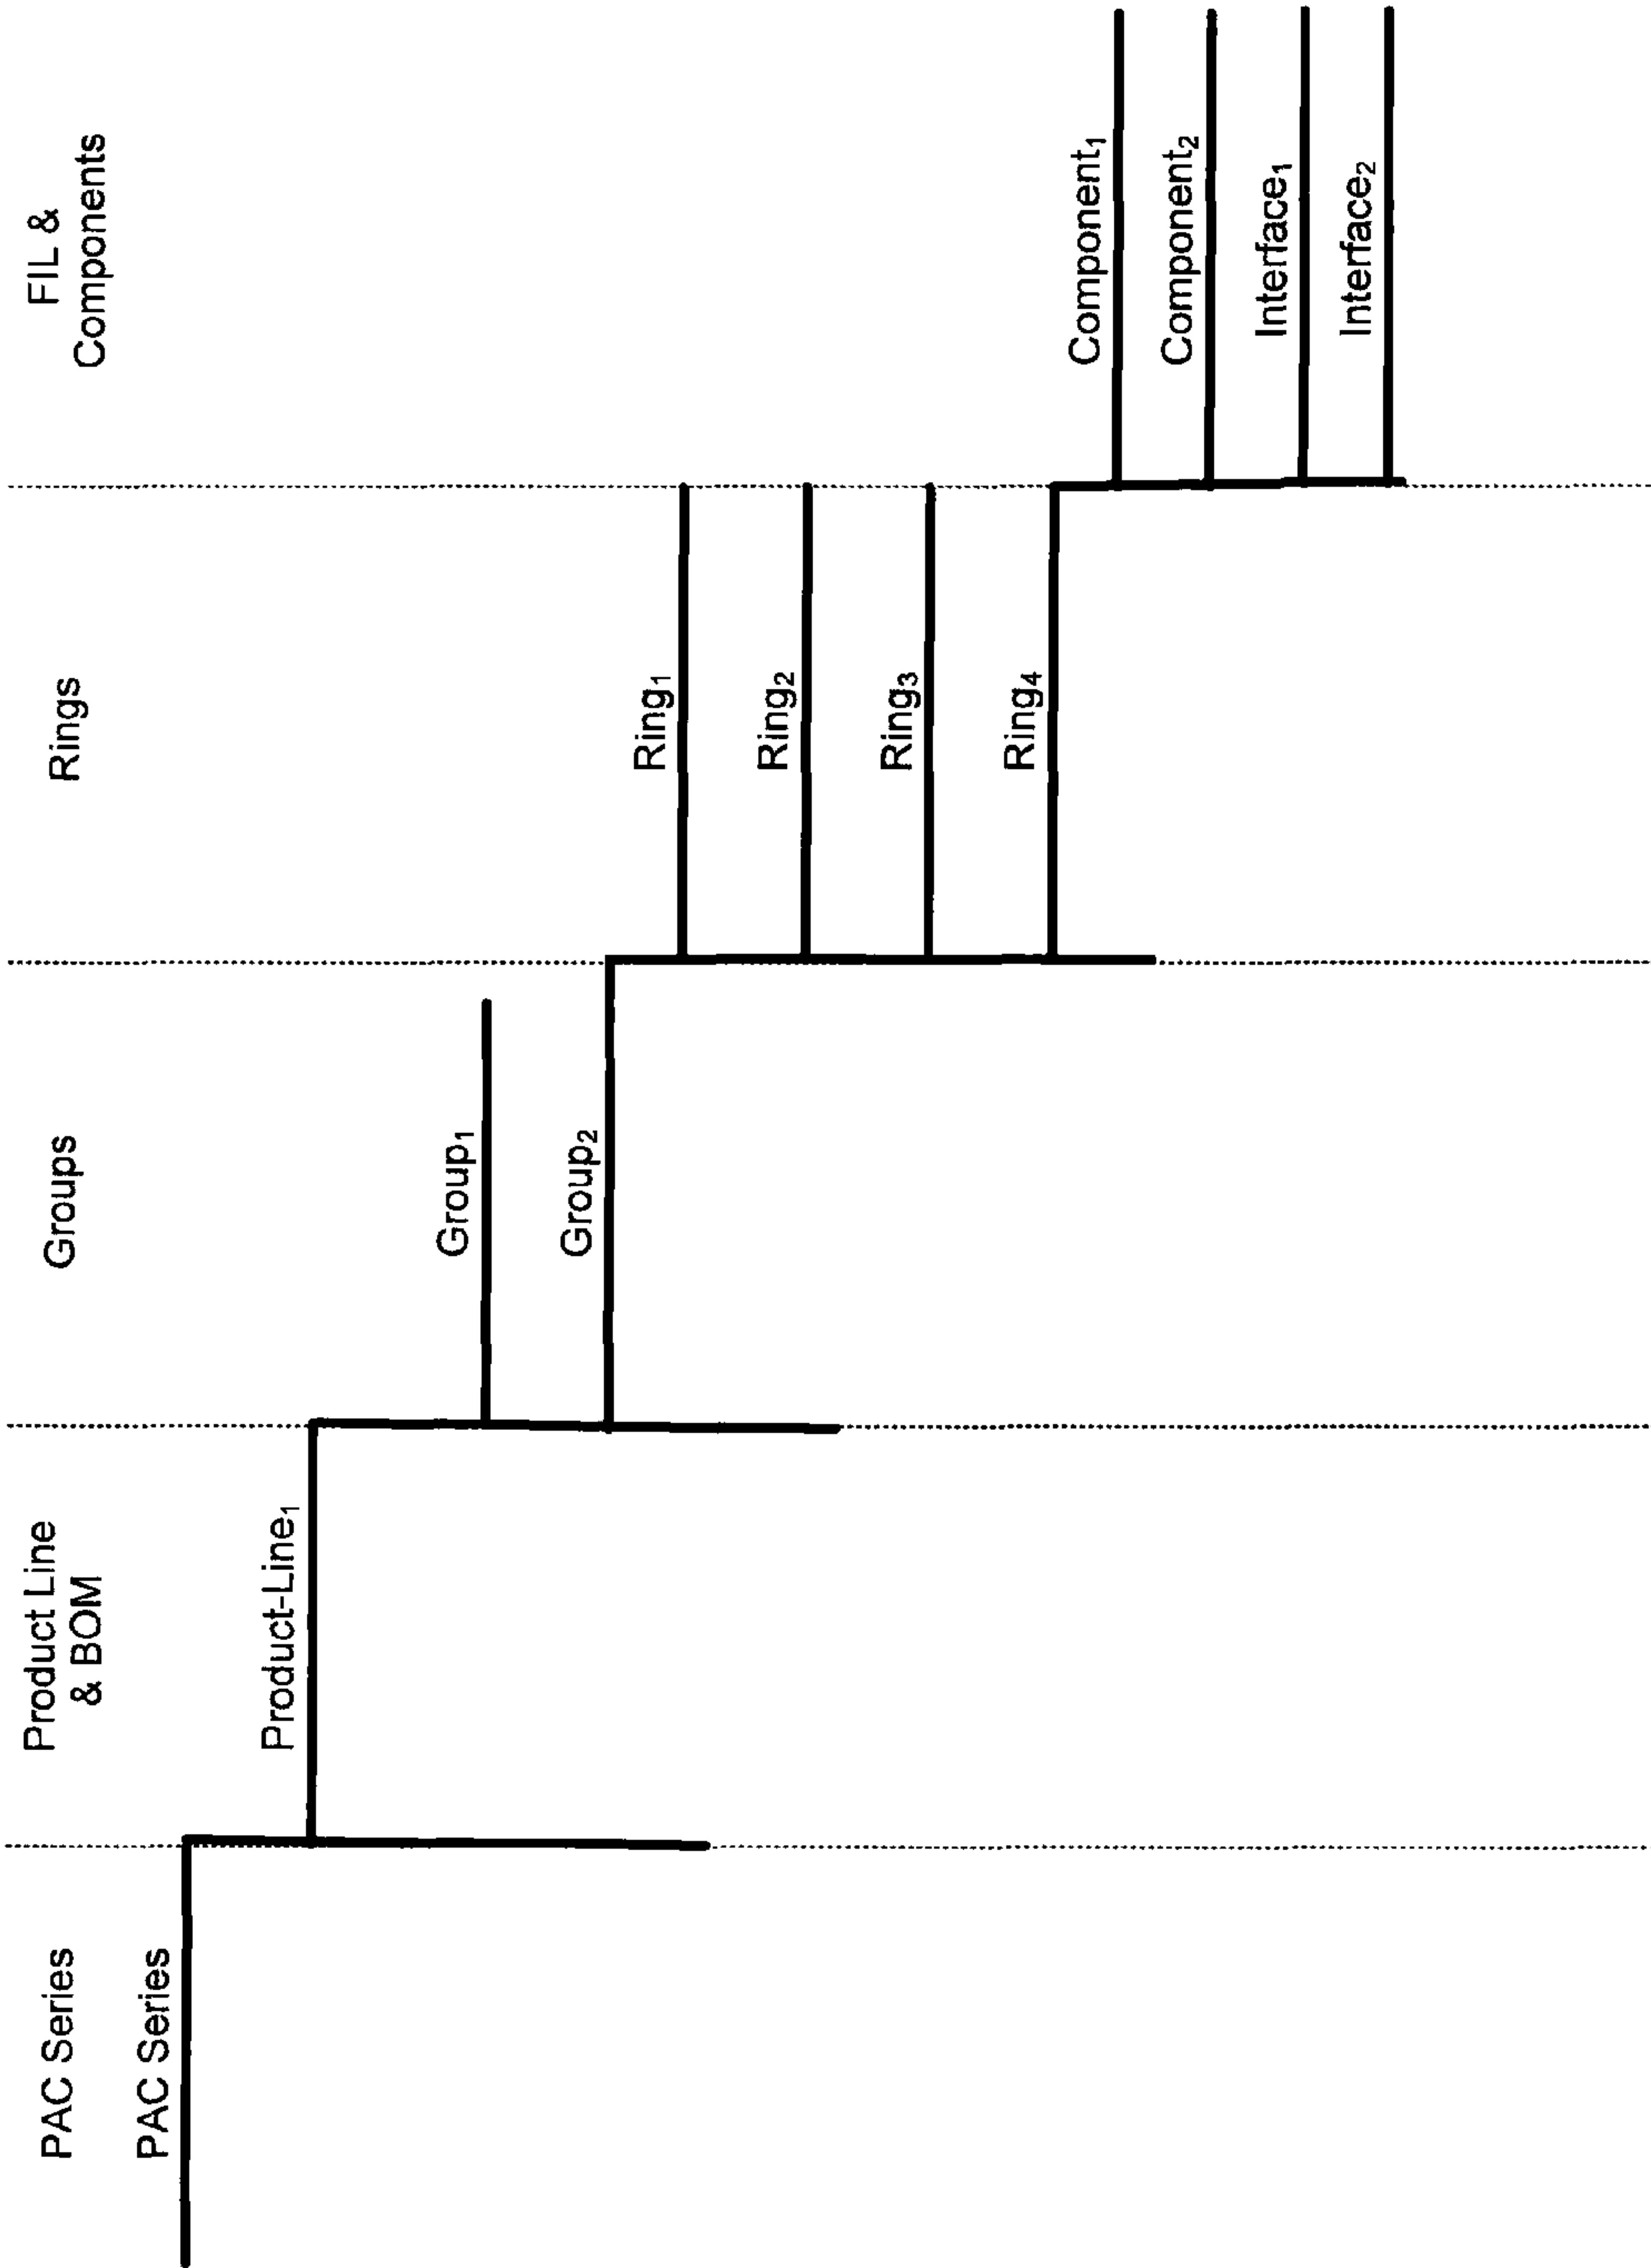 PAC Series
Product Line
& BOM
Groups
Rings
FIL &
Components
PAC Series
Product-Line₁
Group₁
Group₂
Ring₁
Ring₂
Ring₃
Ring₄
Component₁
Component₂
Interface₁
Interface₂